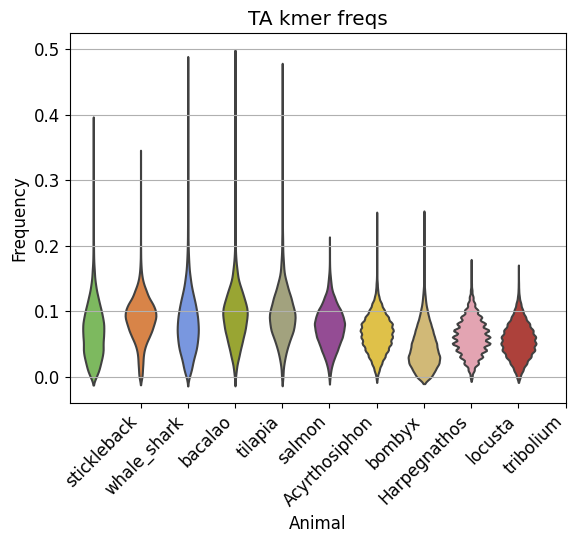 TA kmer freqs
Frequency
0.5
0.4
0.3
0.2
0.1
0.0
stickleback
whale_shark
bacalao
tilapia
salmon
Acyrthosiphon
bombyx
Harpegnathos
locusta
tribolium
Animal